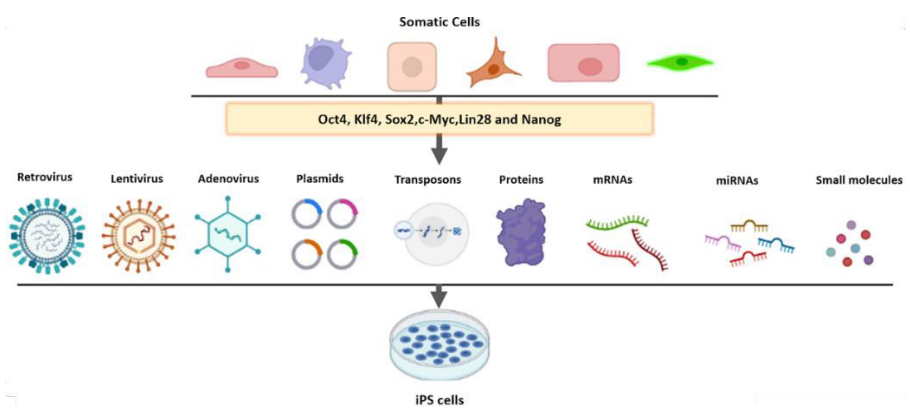 Somatic Cells
Oct4, Klf4, Sox2,c-Myc,Lin28 and Nanog
Retrovirus Lentivirus Adenovirus Plasmids Transposons Proteins mRNAs miRNAs Small molecules
iPS cells